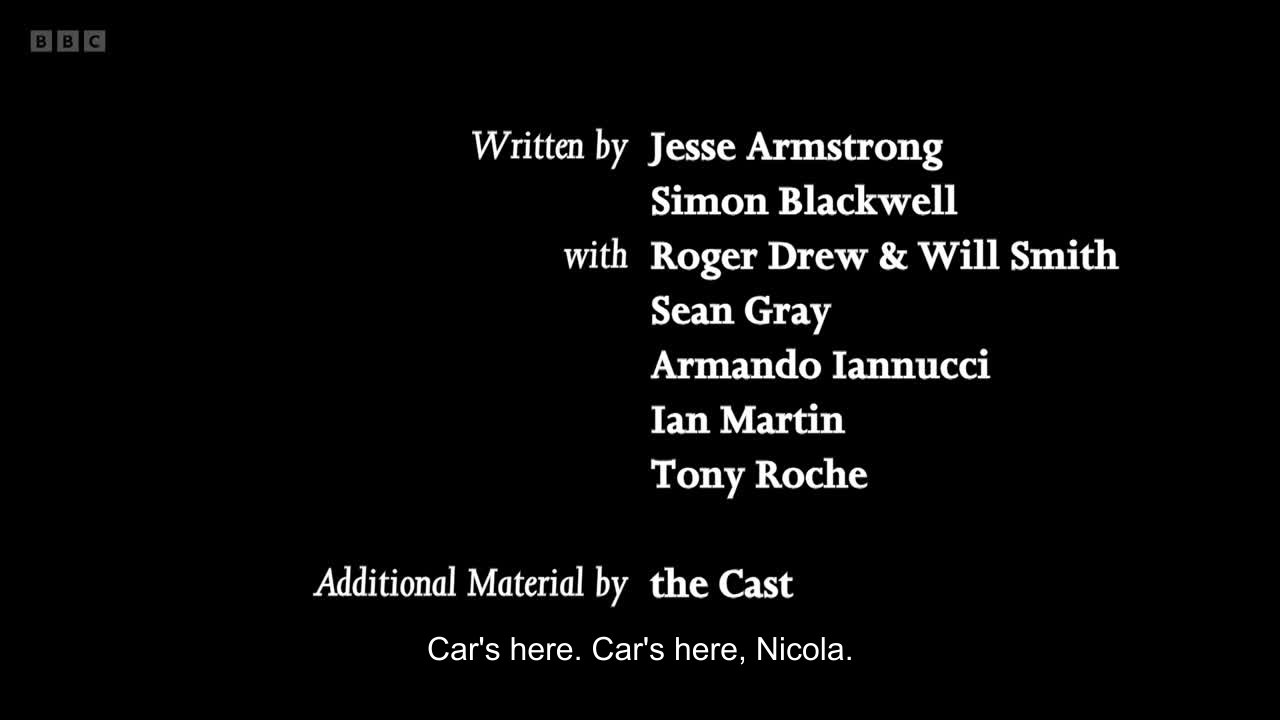 BBC
Written by Jesse Armstrong
Simon Blackwell
with Roger Drew & Will Smith
Sean Gray
Armando Iannucci
Ian Martin
Tony Roche
Additional Material by the Cast
Car's here. Car's here, Nicola.